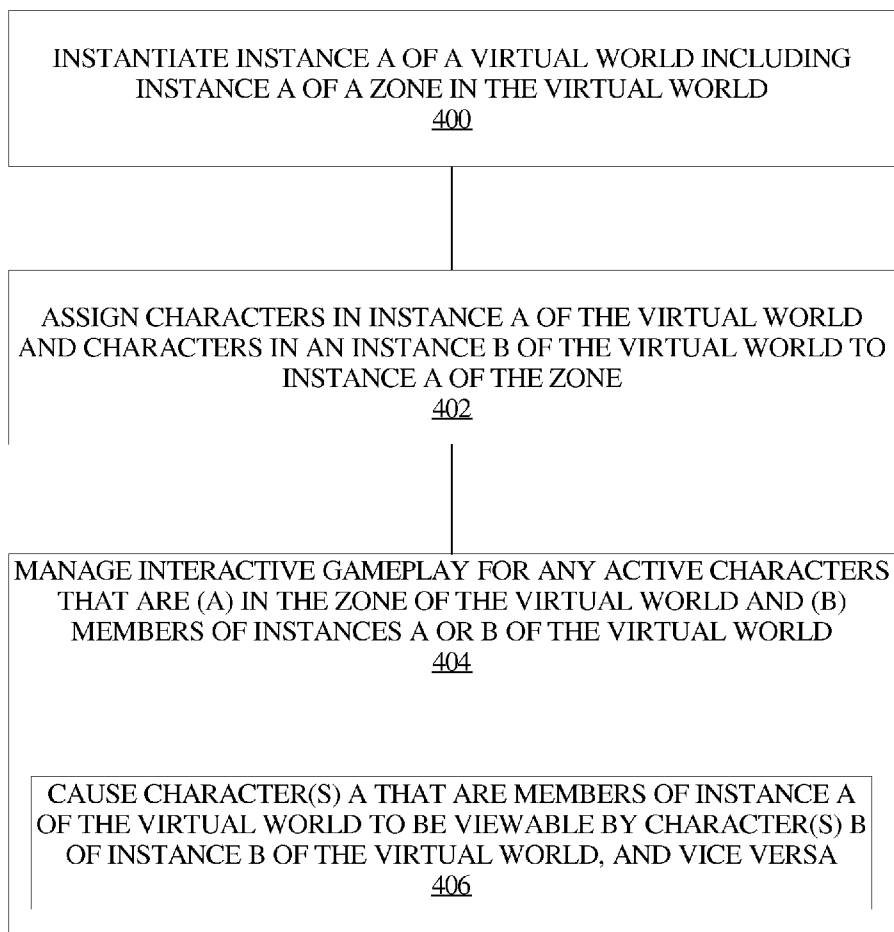 INSTANTIATE INSTANCE A OF A VIRTUAL WORLD INCLUDING
INSTANCE A OF A ZONE IN THE VIRTUAL WORLD
400
ASSIGN CHARACTERS IN INSTANCE A OF THE VIRTUAL WORLD
AND CHARACTERS IN AN INSTANCE B OF THE VIRTUAL WORLD TO
INSTANCE A OF THE ZONE
402
MANAGE INTERACTIVE GAMEPLAY FOR ANY ACTIVE CHARACTERS
THAT ARE (A) IN THE ZONE OF THE VIRTUAL WORLD AND (B)
MEMBERS OF INSTANCES A OR B OF THE VIRTUAL WORLD
404
CAUSE CHARACTER(S) A THAT ARE MEMBERS OF INSTANCE A
OF THE VIRTUAL WORLD TO BE VIEWABLE BY CHARACTER(S) B
OF INSTANCE B OF THE VIRTUAL WORLD, AND VICE VERSA
406